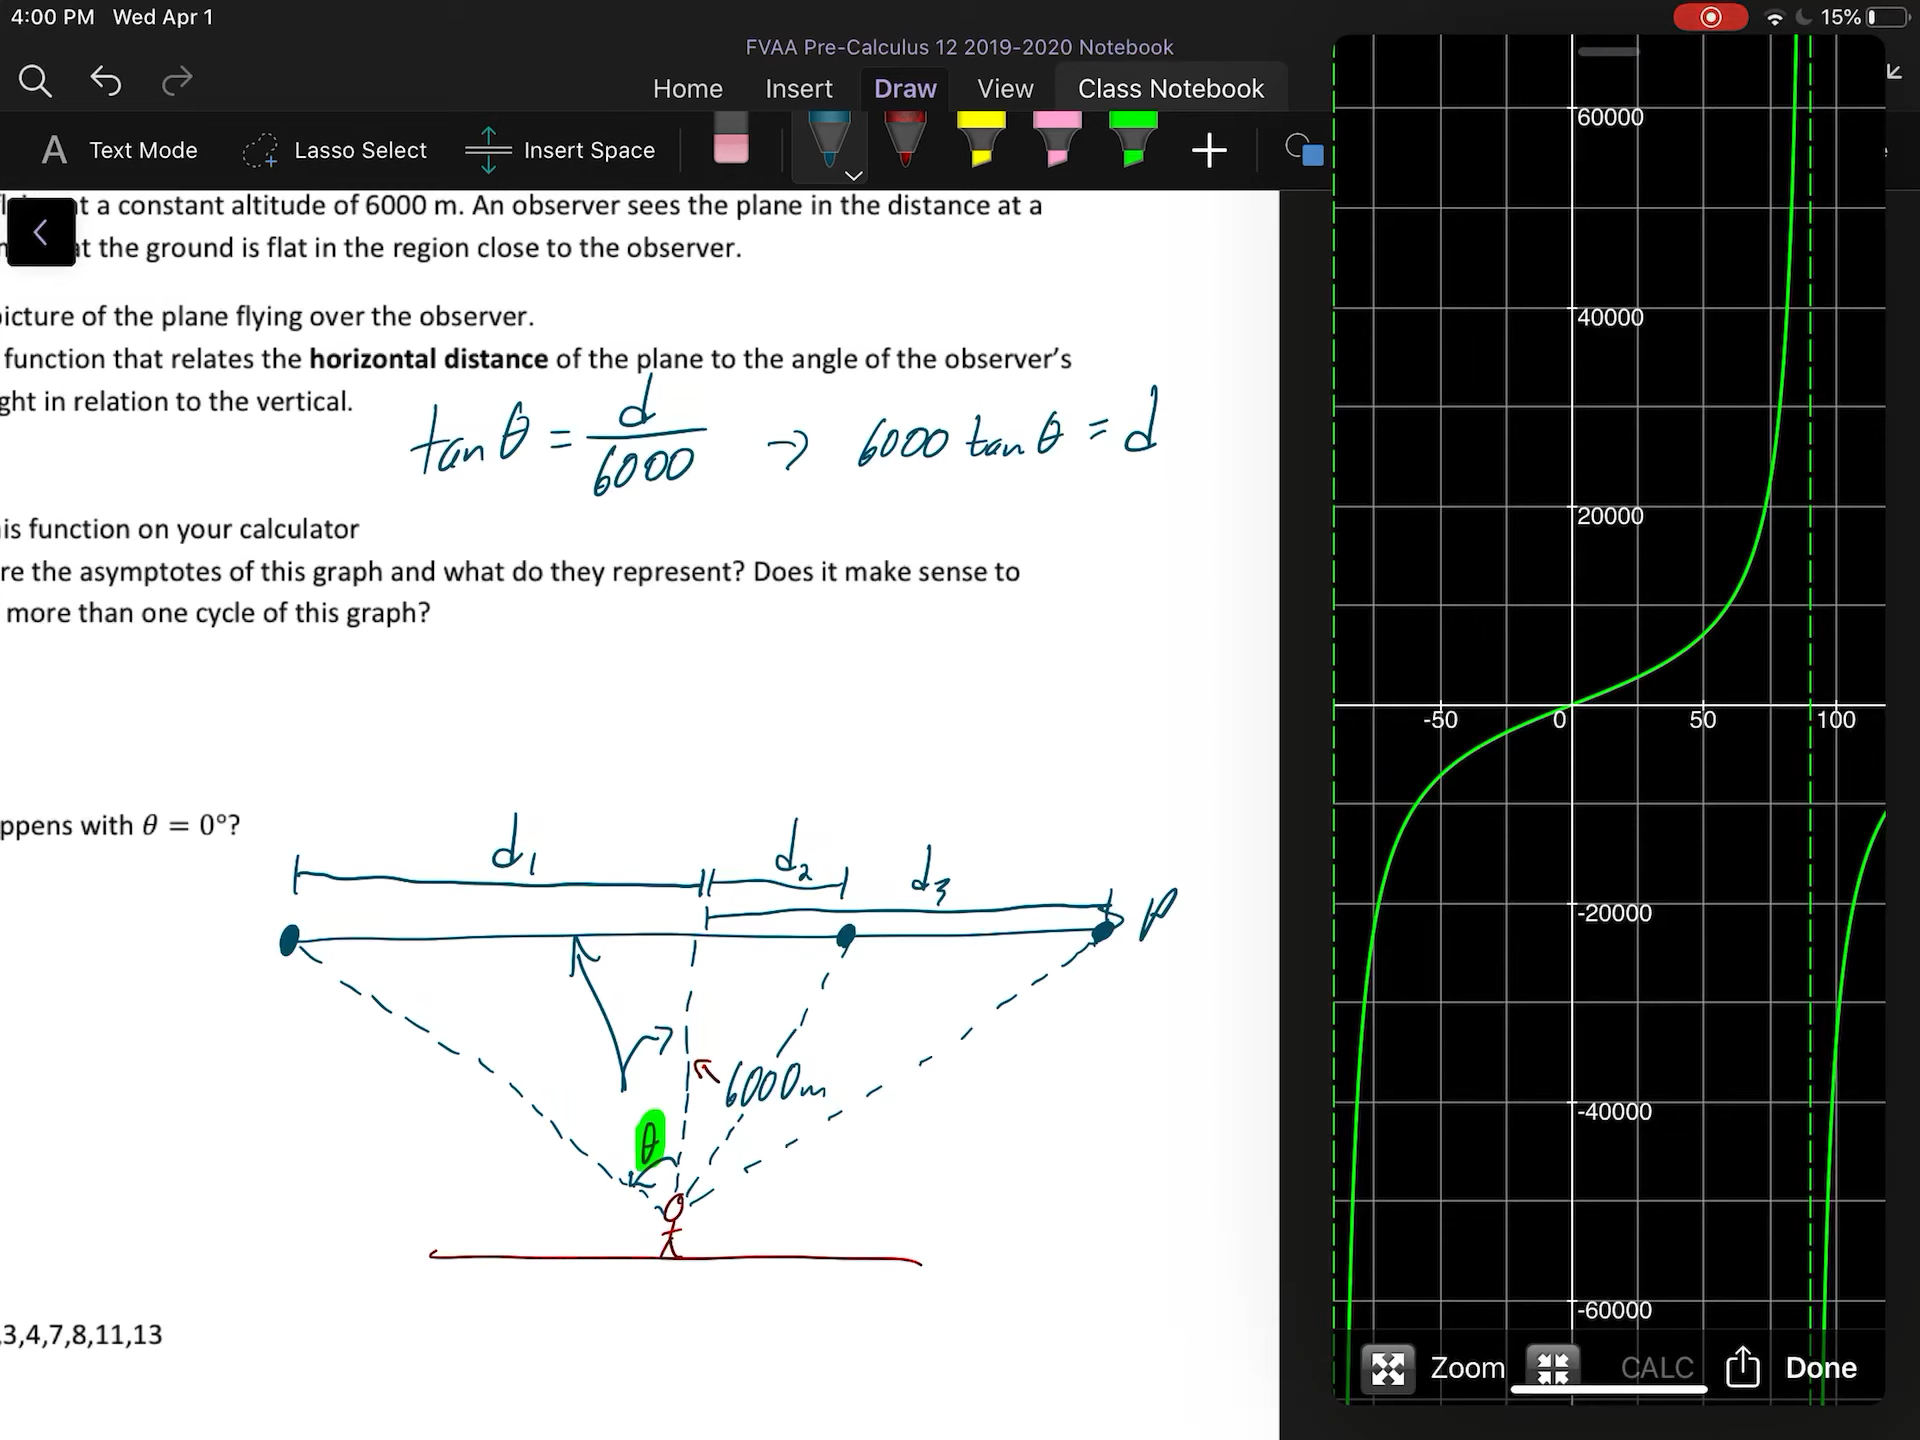 4:00 PM Wed Apr 1
15%
FVAA Pre-Calculus 12 2019-2020 Notebook
Home Insert Draw View Class Notebook
A Text Mode Lasso Select Insert Space
t a constant altitude of 6000 m. An observer sees the plane in the distance at a
at the ground is flat in the region close to the observer.
picture of the plane flying over the observer.
function that relates the horizontal distance of the plane to the angle of the observer's
ght in relation to the vertical.
tan θ = d/6000 → 6000 tan θ = d
is function on your calculator
re the asymptotes of this graph and what do they represent? Does it make sense to
more than one cycle of this graph?
ppens with θ = 0°?
d₁ d₂ d₃
P
6000m
θ
,3,4,7,8,11,13
60000
40000
20000
-50 0 50 100
-20000
-40000
-60000
Zoom CALC Done